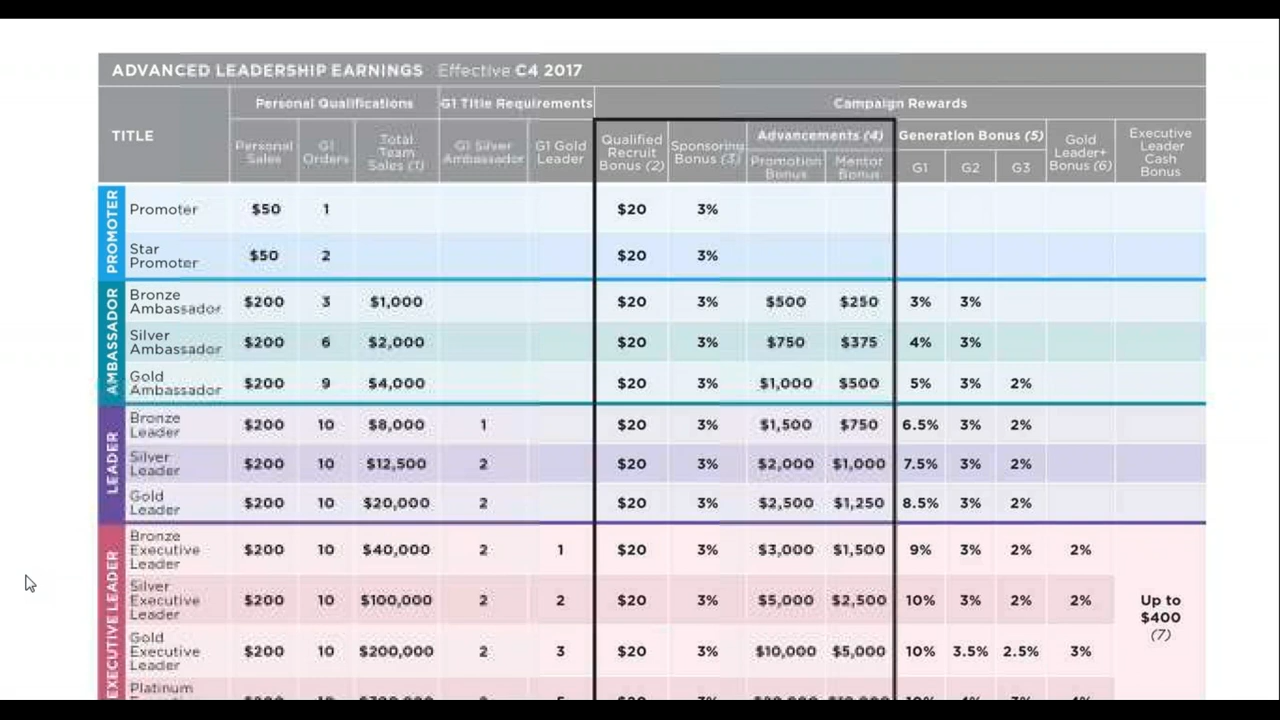 ADVANCED LEADERSHIP EARNINGS Effective C4 2017
Personal Qualifications G1 Title Requirements Campaign Rewards
TITLE Personal Sales G1 Orders Total Team Sales (1) G1 Silver Ambassador G1 Gold Leader Qualified Recruit Bonus (2) Sponsoring Bonus (3) Advancements (4) Promotion Bonus Mentor Bonus Generation Bonus (5) G1 G2 G3 Gold Leader+ Bonus (6) Executive Leader Cash Bonus
PROMOTER
Promoter $50 1 $20 3%
Star Promoter $50 2 $20 3%
AMBASSADOR
Bronze Ambassador $200 3 $1,000 $20 3% $500 $250 3% 3%
Silver Ambassador $200 6 $2,000 $20 3% $750 $375 4% 3%
Gold Ambassador $200 9 $4,000 $20 3% $1,000 $500 5% 3% 2%
LEADER
Bronze Leader $200 10 $8,000 1 $20 3% $1,500 $750 6.5% 3% 2%
Silver Leader $200 10 $12,500 2 $20 3% $2,000 $1,000 7.5% 3% 2%
Gold Leader $200 10 $20,000 2 $20 3% $2,500 $1,250 8.5% 3% 2%
EXECUTIVE LEADER
Bronze Executive Leader $200 10 $40,000 2 1 $20 3% $3,000 $1,500 9% 3% 2% 2%
Silver Executive Leader $200 10 $100,000 2 2 $20 3% $5,000 $2,500 10% 3% 2% 2%
Up to $400 (7)
Gold Executive Leader $200 10 $200,000 2 3 $20 3% $10,000 $5,000 10% 3.5% 2.5% 3%
Platinum